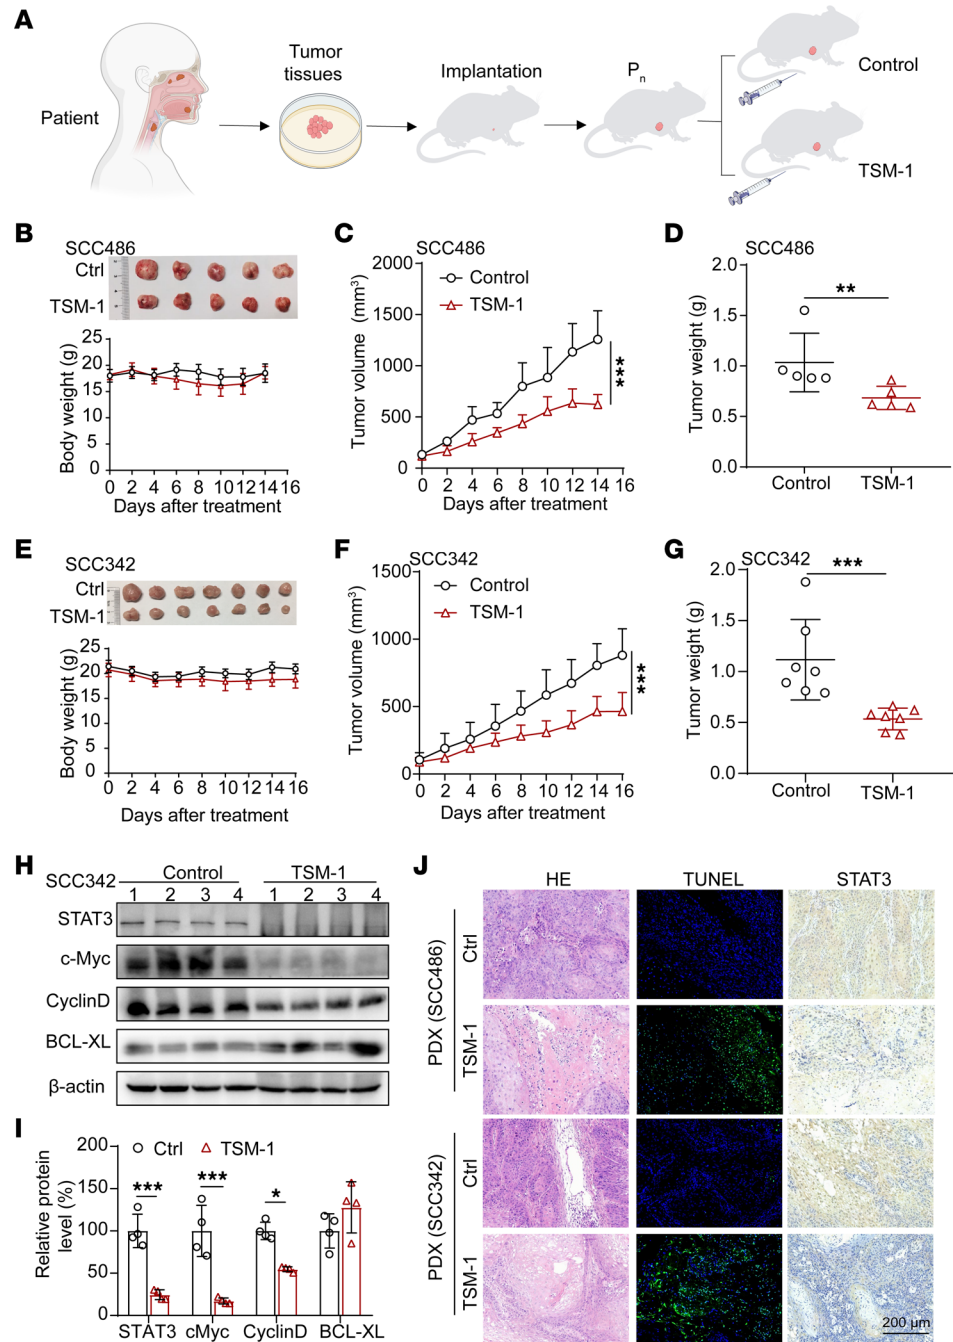 A
Patient
Tumor
tissues
Implantation
Pn
Control
TSM-1
B
SCC486
Ctrl
TSM-1
Body weight (g)
25
20
15
10
5
0
0 2 4 6 8 10 12 14 16
Days after treatment
C
SCC486
Control
TSM-1
Tumor volume (mm³)
2000
1500
1000
500
0
***
0 2 4 6 8 10 12 14 16
Days after treatment
D
SCC486
Tumor weight (g)
2.0
1.5
1.0
0.5
0.0
**
Control TSM-1
E
SCC342
Ctrl
TSM-1
Body weight (g)
25
20
15
10
5
0
0 2 4 6 8 10 12 14 16
Days after treatment
F
SCC342
Control
TSM-1
Tumor volume (mm³)
1500
1000
500
0
***
0 2 4 6 8 10 12 14 16
Days after treatment
G
SCC342
Tumor weight (g)
2.0
1.5
1.0
0.5
0.0
***
Control TSM-1
H
Control TSM-1
SCC342 1 2 3 4 1 2 3 4
STAT3
c-Myc
CyclinD
BCL-XL
β-actin
I
Ctrl TSM-1
Relative protein
level (%)
200
150
100
50
0
***
***
*
STAT3 cMyc CyclinD BCL-XL
J
HE TUNEL STAT3
PDX (SCC486)
Ctrl
TSM-1
PDX (SCC342)
Ctrl
TSM-1
200 µm